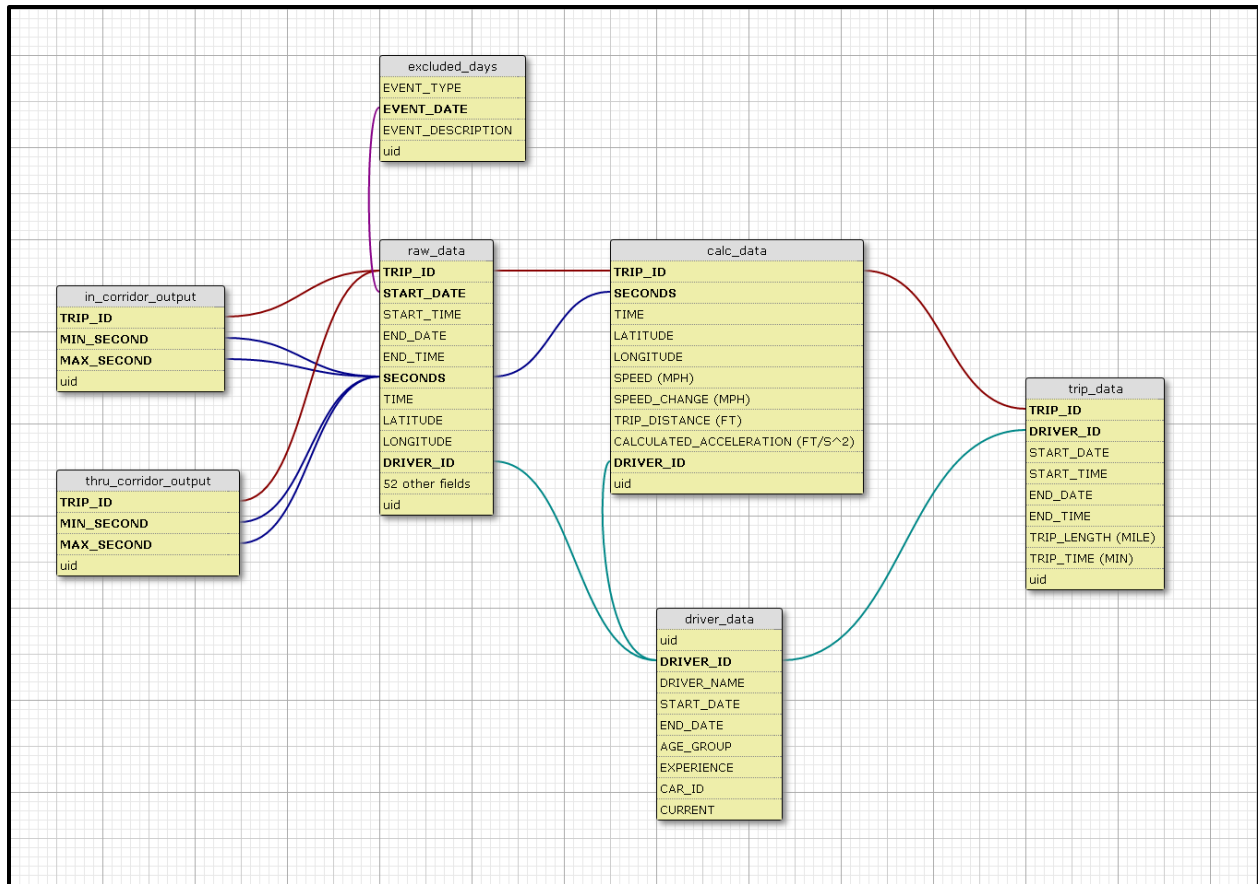 excluded_days
EVENT_TYPE
EVENT_DATE
EVENT_DESCRIPTION
uid
in_corridor_output
TRIP_ID
MIN_SECOND
MAX_SECOND
uid
thru_corridor_output
TRIP_ID
MIN_SECOND
MAX_SECOND
uid
raw_data
TRIP_ID
START_DATE
START_TIME
END_DATE
END_TIME
SECONDS
TIME
LATITUDE
LONGITUDE
DRIVER_ID
52 other fields
uid
calc_data
TRIP_ID
SECONDS
TIME
LATITUDE
LONGITUDE
SPEED (MPH)
SPEED_CHANGE (MPH)
TRIP_DISTANCE (FT)
CALCULATED_ACCELERATION (FT/S^2)
DRIVER_ID
uid
driver_data
uid
DRIVER_ID
DRIVER_NAME
START_DATE
END_DATE
AGE_GROUP
EXPERIENCE
CAR_ID
CURRENT
trip_data
TRIP_ID
DRIVER_ID
START_DATE
START_TIME
END_DATE
END_TIME
TRIP_LENGTH (MILE)
TRIP_TIME (MIN)
uid